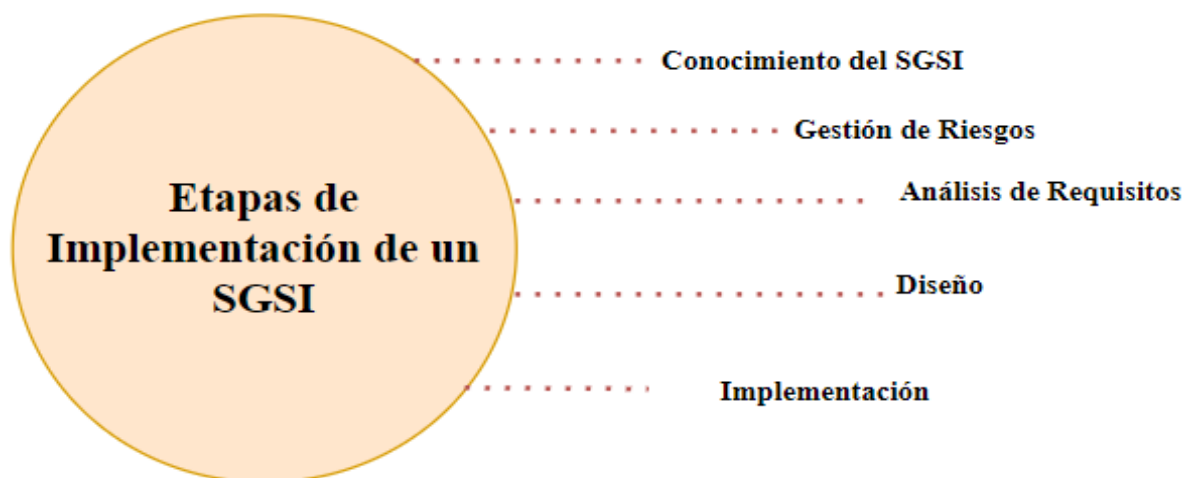 Etapas de
Implementación de un
SGSI
Conocimiento del SGSI
Gestión de Riesgos
Análisis de Requisitos
Diseño
Implementación